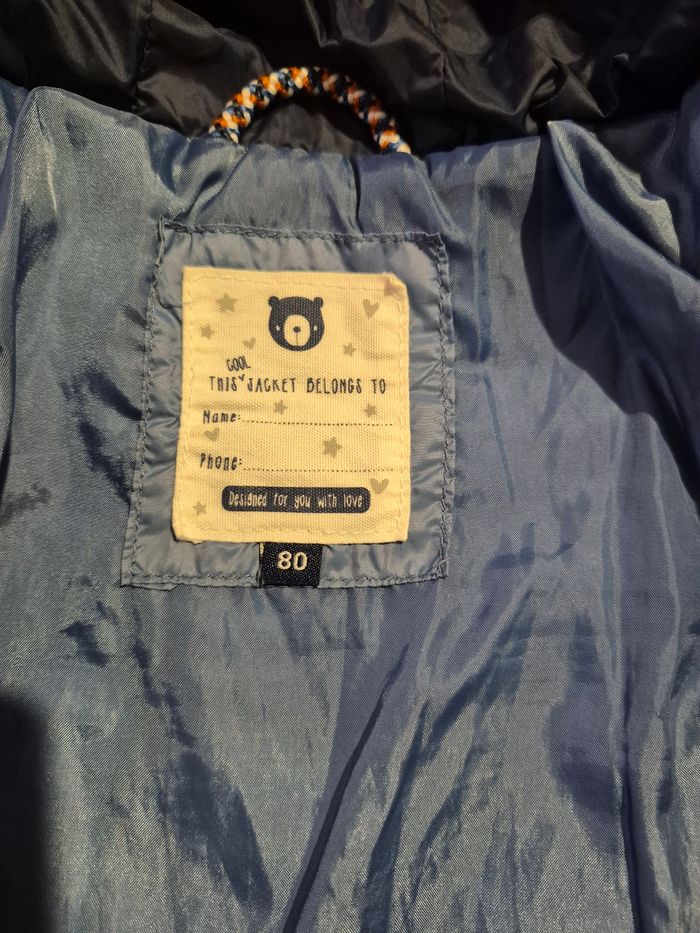 COOL
THIS JACKET BELONGS TO
Name:
Phone:
Designed for you with love
80